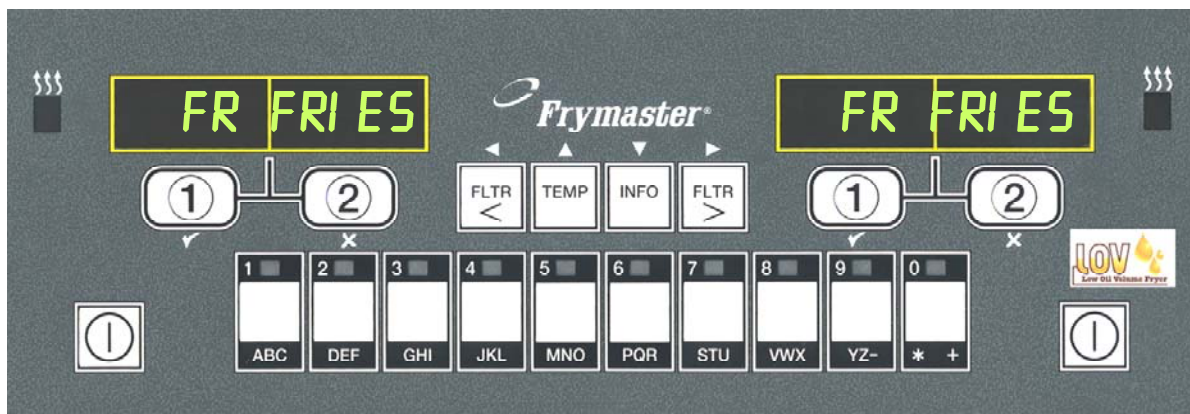 FR FRIES
Frymaster®
FR FRIES
1
2
FLTR
<
TEMP
INFO
FLTR
>
1
2
1
2
3
4
5
6
7
8
9
0
ABC
DEF
GHI
JKL
MNO
PQR
STU
VWX
YZ-
* +
LOV
Low Oil Volume Fryer